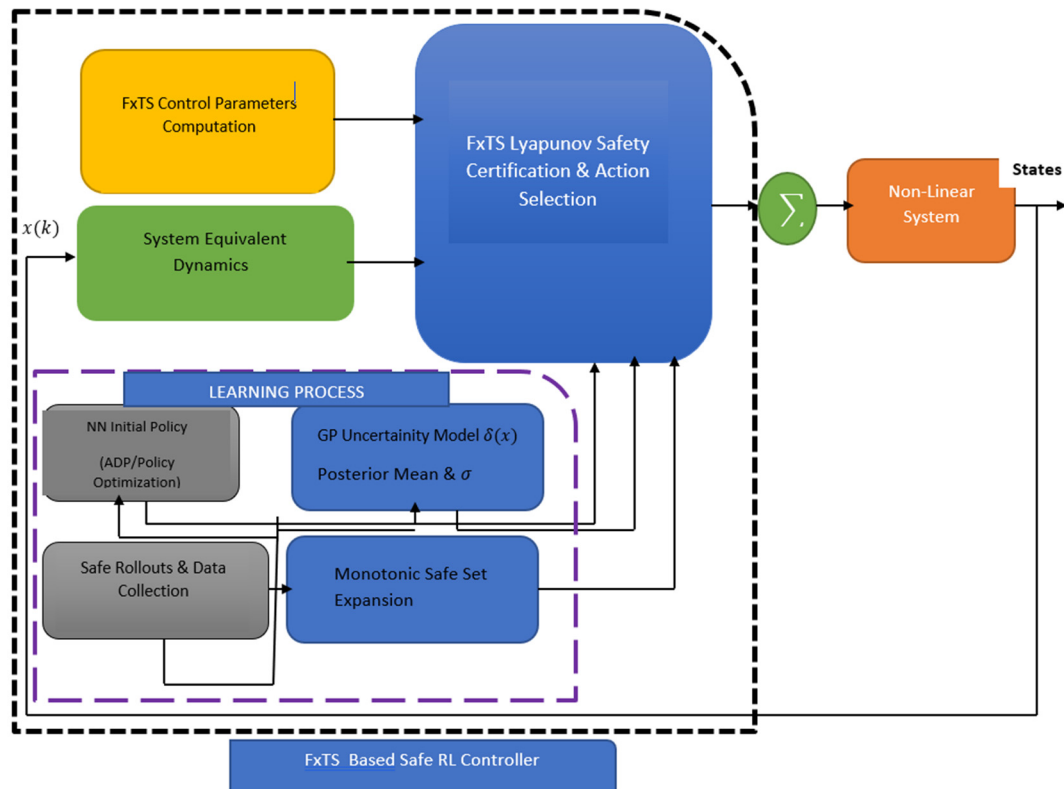 FxTS Control Parameters
Computation
FxTS Lyapunov Safety
Certification & Action
Selection
States
Non-Linear
System
∑.
x(k)
System Equivalent
Dynamics
LEARNING PROCESS
NN Initial Policy
(ADP/Policy
Optimization)
GP Uncertainity Model δ(x)
Posterior Mean & σ
Safe Rollouts & Data
Collection
Monotonic Safe Set
Expansion
FxTS Based Safe RL Controller